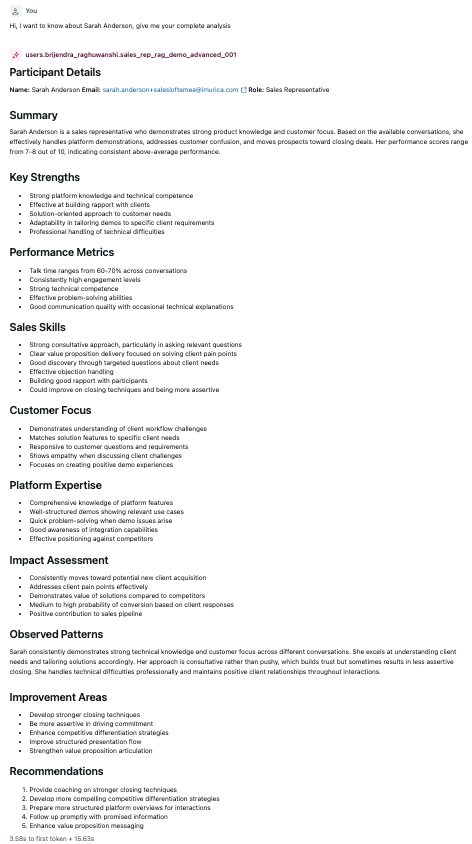 You
Hi, i want to know about Sarah Anderson, give me your complete analysis
users.brijendra_raghuwanshi.sales_rep_rag_demo_advanced_001
Participant Details
Name: Sarah Anderson Email: sarah.anderson+salesloftemea@imurica.com Role: Sales Representative
Summary
Sarah Anderson is a sales representative who demonstrates strong product knowledge and customer focus. Based on the available conversations, she
effectively handles platform demonstrations, addresses customer confusion, and moves prospects toward closing deals. Her performance scores range
from 7-8 out of 10, indicating consistent above-average performance.
Key Strengths
• Strong platform knowledge and technical competence
• Effective at building rapport with clients
• Solution-oriented approach to customer needs
• Adaptability in tailoring demos to specific client requirements
• Professional handling of technical difficulties
Performance Metrics
• Talk time ranges from 60-70% across conversations
• Consistently high engagement levels
• Strong technical competence
• Effective problem-solving abilities
• Good communication quality with occasional technical explanations
Sales Skills
• Strong consultative approach, particularly in asking relevant questions
• Clear value proposition delivery focused on solving client pain points
• Good discovery through targeted questions about client needs
• Effective objection handling
• Building good rapport with participants
• Could improve on closing techniques and being more assertive
Customer Focus
• Demonstrates understanding of client workflow challenges
• Matches solution features to specific client needs
• Responsive to customer questions and requirements
• Shows empathy when discussing client challenges
• Focuses on creating positive demo experiences
Platform Expertise
• Comprehensive knowledge of platform features
• Well-structured demos showing relevant use cases
• Quick problem-solving when demo issues arise
• Good awareness of integration capabilities
• Effective positioning against competitors
Impact Assessment
• Consistently moves toward potential new client acquisition
• Addresses client pain points effectively
• Demonstrates value of solutions compared to competitors
• Medium to high probability of conversion based on client responses
• Positive contribution to sales pipeline
Observed Patterns
Sarah consistently demonstrates strong technical knowledge and customer focus across different conversations. She excels at understanding client
needs and tailoring solutions accordingly. Her approach is consultative rather than pushy, which builds trust but sometimes results in less assertive
closing. She handles technical difficulties professionally and maintains positive client relationships throughout interactions.
Improvement Areas
• Develop stronger closing techniques
• Be more assertive in driving commitment
• Enhance competitive differentiation strategies
• Improve structured presentation flow
• Strengthen value proposition articulation
Recommendations
1. Provide coaching on stronger closing techniques
2. Develop more compelling competitive differentiation strategies
3. Prepare more structured platform overviews for interactions
4. Follow up promptly with promised information
5. Enhance value proposition messaging
3.58s to first token + 15.63s